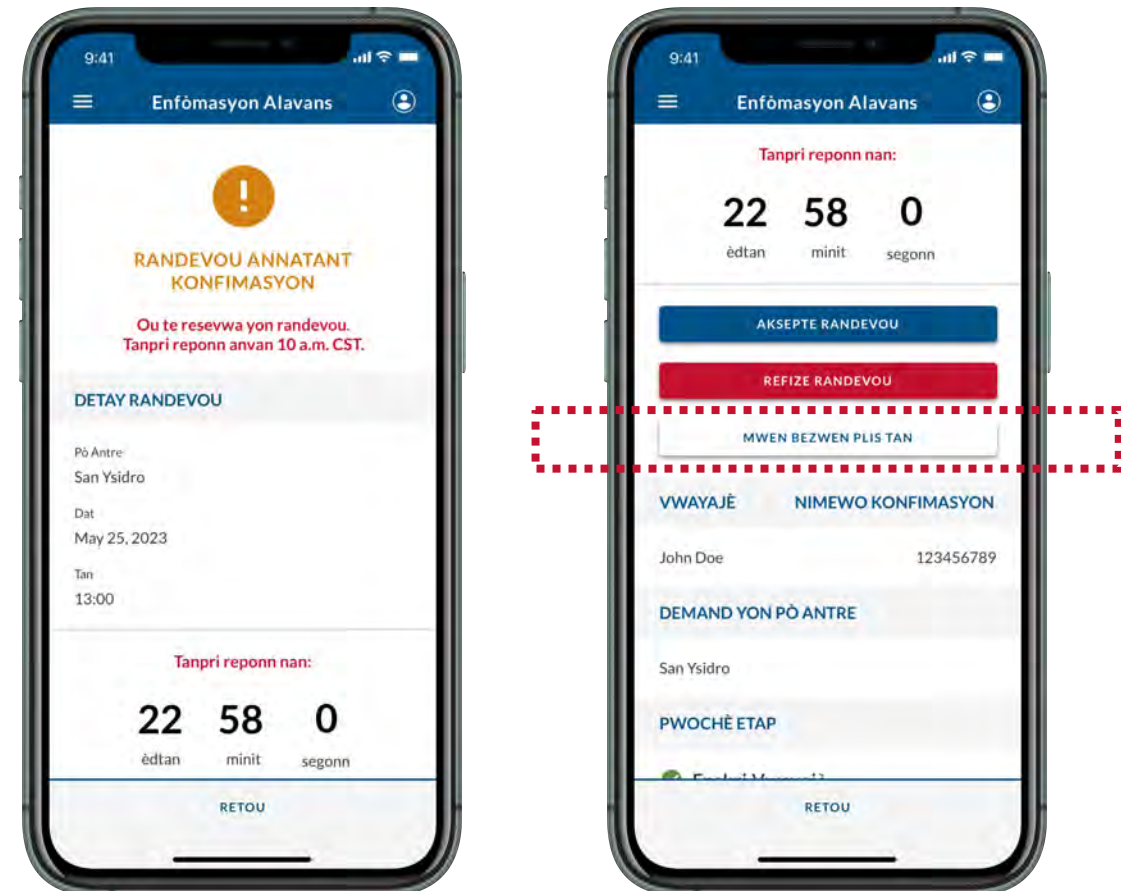 9:41
Enfòmasyon Alavans
!
RANDEVOU ANNATANT
KONFIMASYON
Ou te resevwa yon randevou.
Tanpri reponn anvan 10 a.m. CST.
DETAY RANDEVOU
Pò Antre
San Ysidro
Dat
May 25, 2023
Tan
13:00
Tanpri reponn nan:
22 58 0
èdtan minit segonn
RETOU
9:41
Enfòmasyon Alavans
Tanpri reponn nan:
22 58 0
èdtan minit segonn
AKSEPTE RANDEVOU
REFIZE RANDEVOU
MWEN BEZWEN PLIS TAN
VWAYAJÈ NIMEWO KONFIMASYON
John Doe 123456789
DEMAND YON PÒ ANTRE
San Ysidro
PWOCHÈ ETAP
RETOU